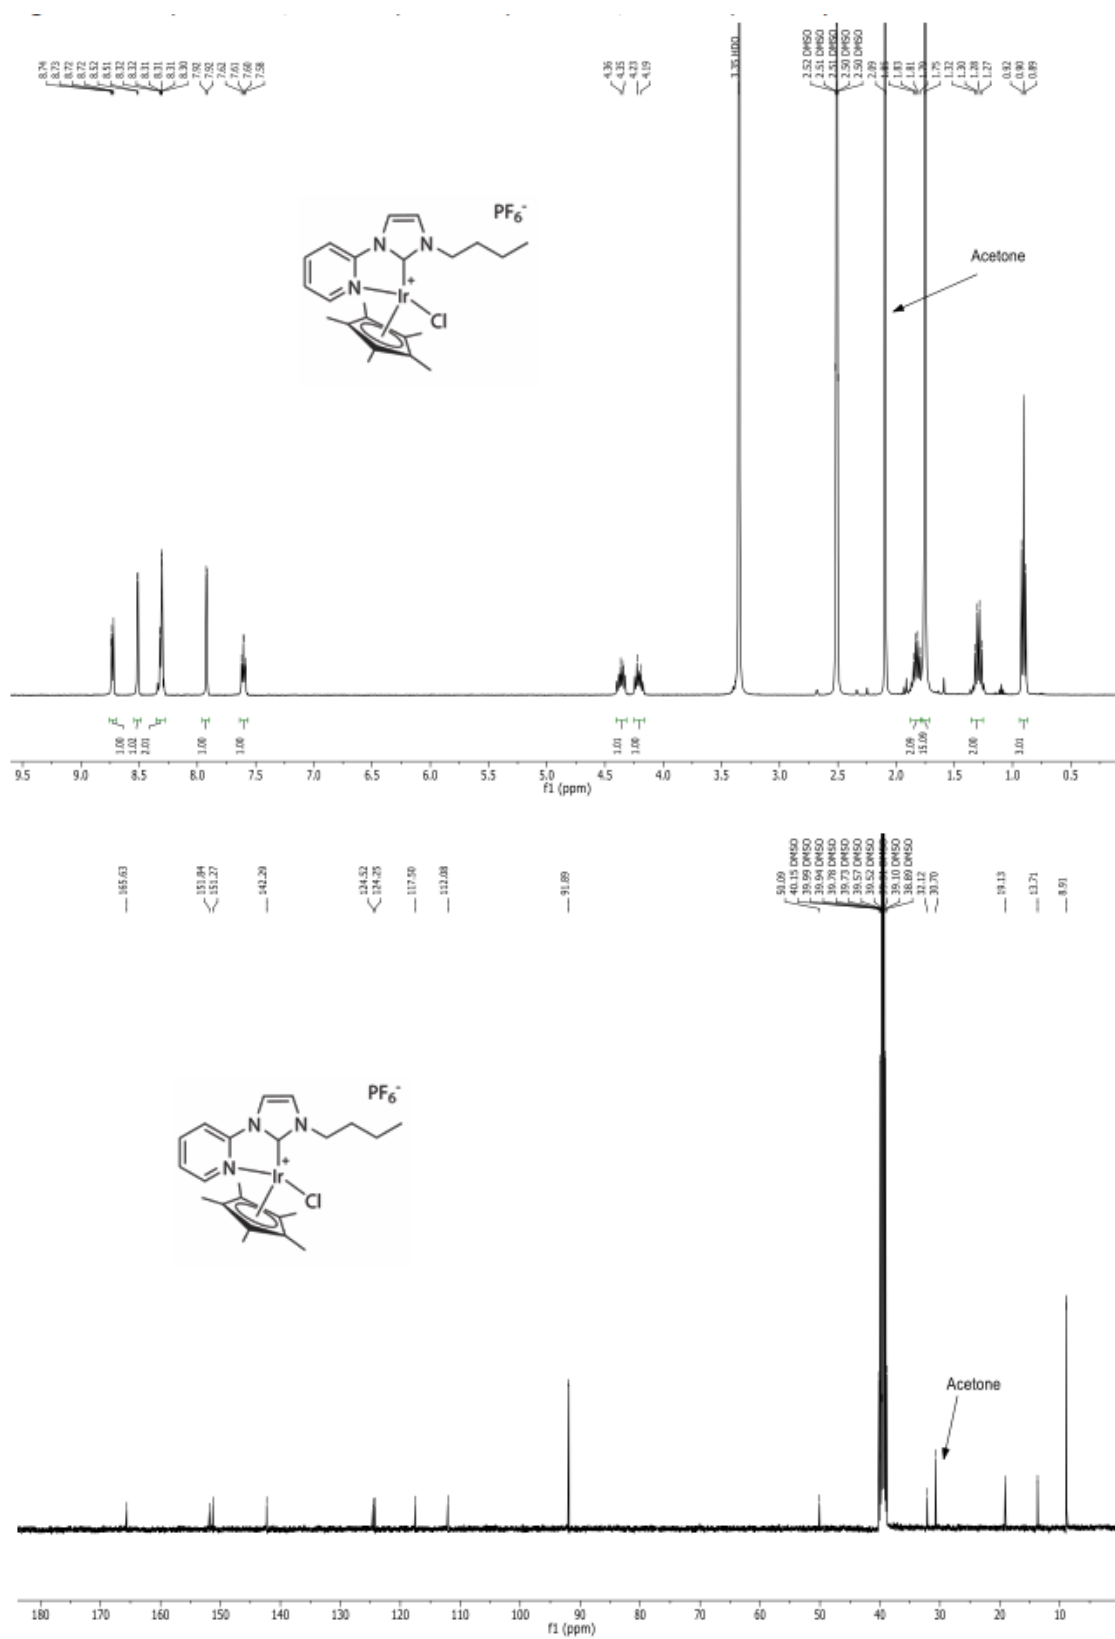 8.74
8.73
8.72
8.72
8.52
8.51
8.32
8.32
8.31
8.31
8.31
8.30
7.92
7.92
7.62
7.61
7.60
7.58
4.36
4.35
4.23
4.19
3.35 HDO
2.52 DMSO
2.51 DMSO
2.51 DMSO
2.50 DMSO
2.50 DMSO
2.09
1.83
1.81
1.75
1.32
1.30
1.28
1.27
0.92
0.90
0.89
PF6-
N
N
N
Ir
+
Cl
Acetone
1.00
1.02
2.01
1.00
1.00
1.01
1.00
2.09
15.09
2.00
3.01
9.5 9.0 8.5 8.0 7.5 7.0 6.5 6.0 5.5 5.0 4.5 4.0 3.5 3.0 2.5 2.0 1.5 1.0 0.5
f1 (ppm)
165.63
151.84
151.27
142.29
124.52
124.25
117.50
112.08
91.89
50.09
40.15 DMSO
39.99 DMSO
39.94 DMSO
39.78 DMSO
39.73 DMSO
39.57 DMSO
39.52 DMSO
39.10 DMSO
38.89 DMSO
32.12
30.70
19.13
13.71
8.91
PF6-
N
N
N
Ir
+
Cl
Acetone
180 170 160 150 140 130 120 110 100 90 80 70 60 50 40 30 20 10
f1 (ppm)